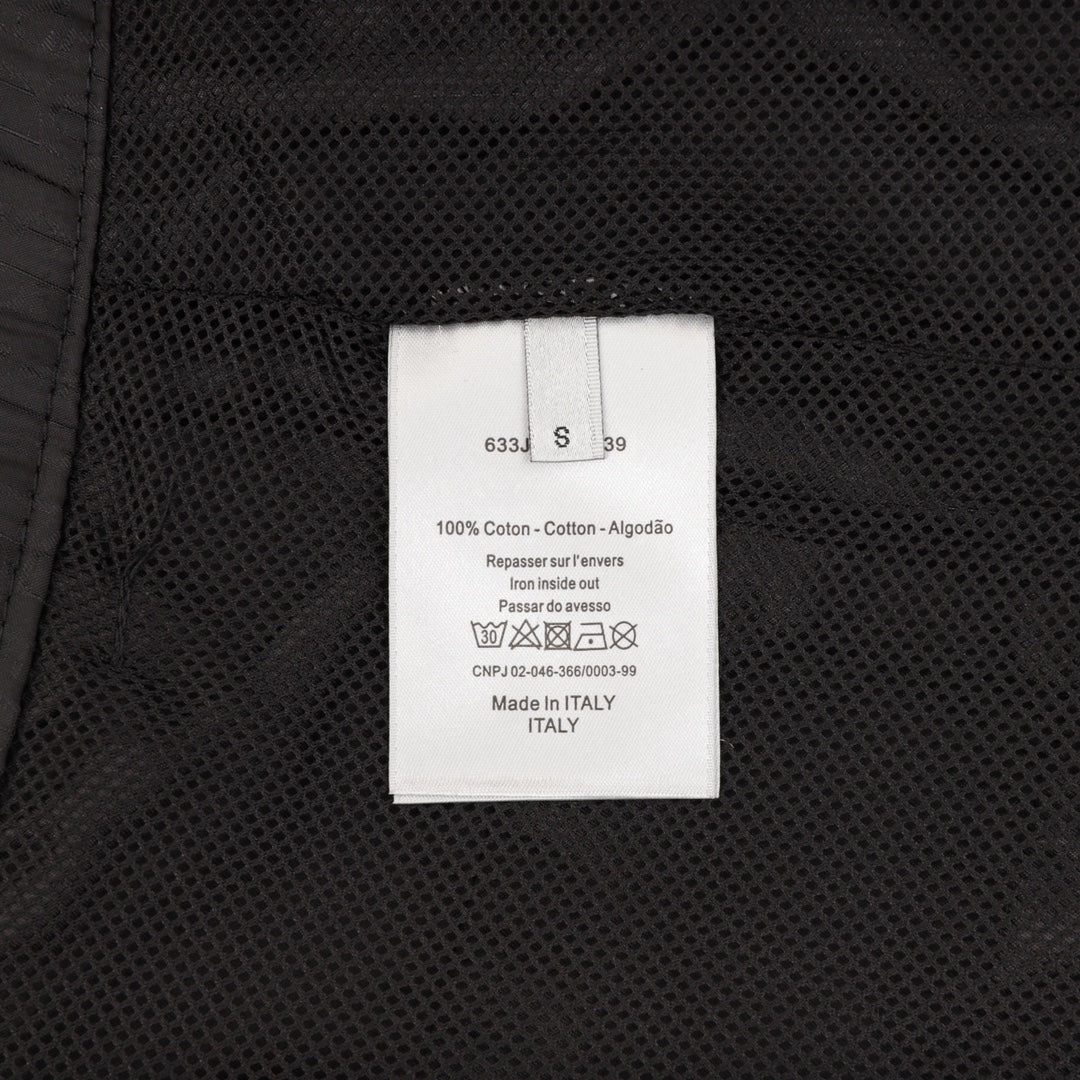 S
633J 39
100% Coton - Cotton - Algodão
Repasser sur l'envers
Iron inside out
Passar do avesso
30
CNPJ 02-046-366/0003-99
Made In ITALY
ITALY